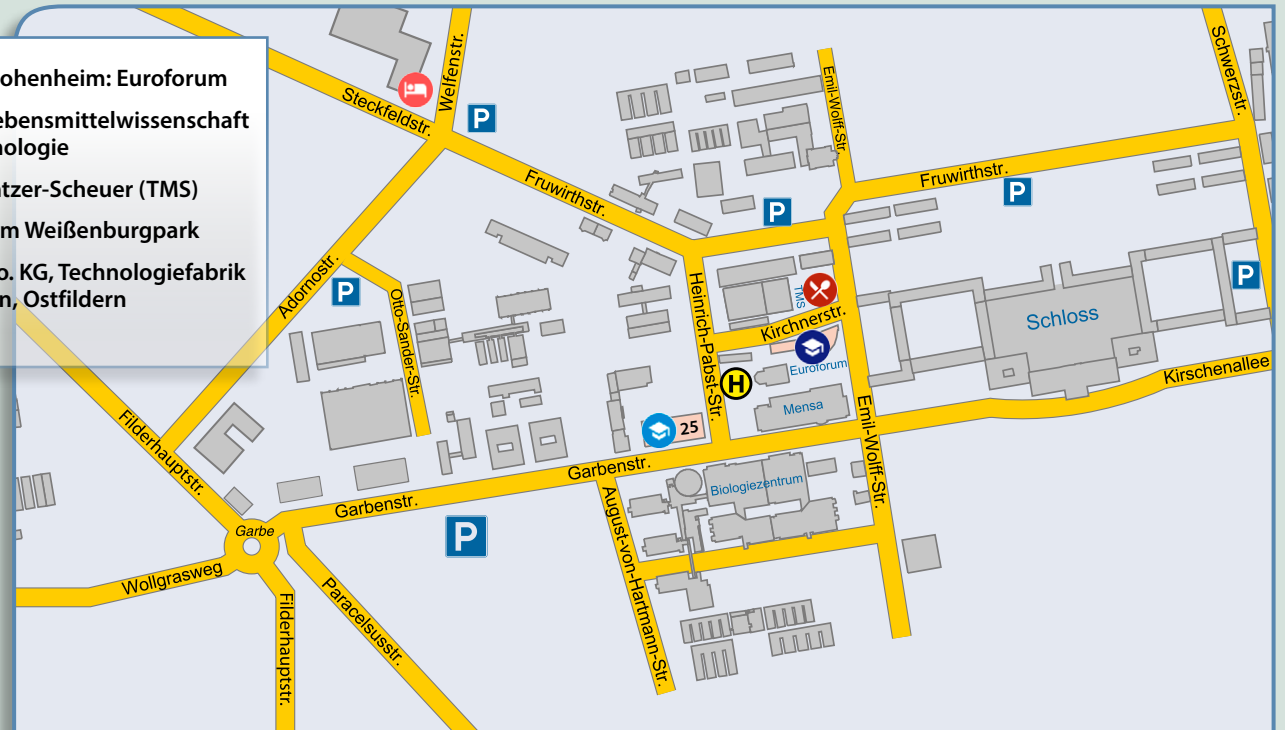 ohenheim: Euroforum
ebensmittelwissenschaft
nologie
tzer-Scheuer (TMS)
m Weißenburgpark
o. KG, Technologiefabrik
n, Ostfildern
Steckfeldstr.
Welfenstr.
P
Fruwirthstr.
Emil-Wolff-Str.
Fruwirthstr.
P
P
Schwerzstr.
P
Adornostr.
P
Otto-Sander-Str.
Heinrich-Pabst-Str.
TMS
Kirchnerstr.
Euroforum
H
Mensa
Schloss
Kirschenallee
25
Filderhauptstr.
Garbenstr.
Garbenstr.
Emil-Wolff-Str.
Biologiezentrum
August-von-Hartmann-Str.
P
Garbe
Wollgrasweg
Filderhauptstr.
Paracelsusstr.